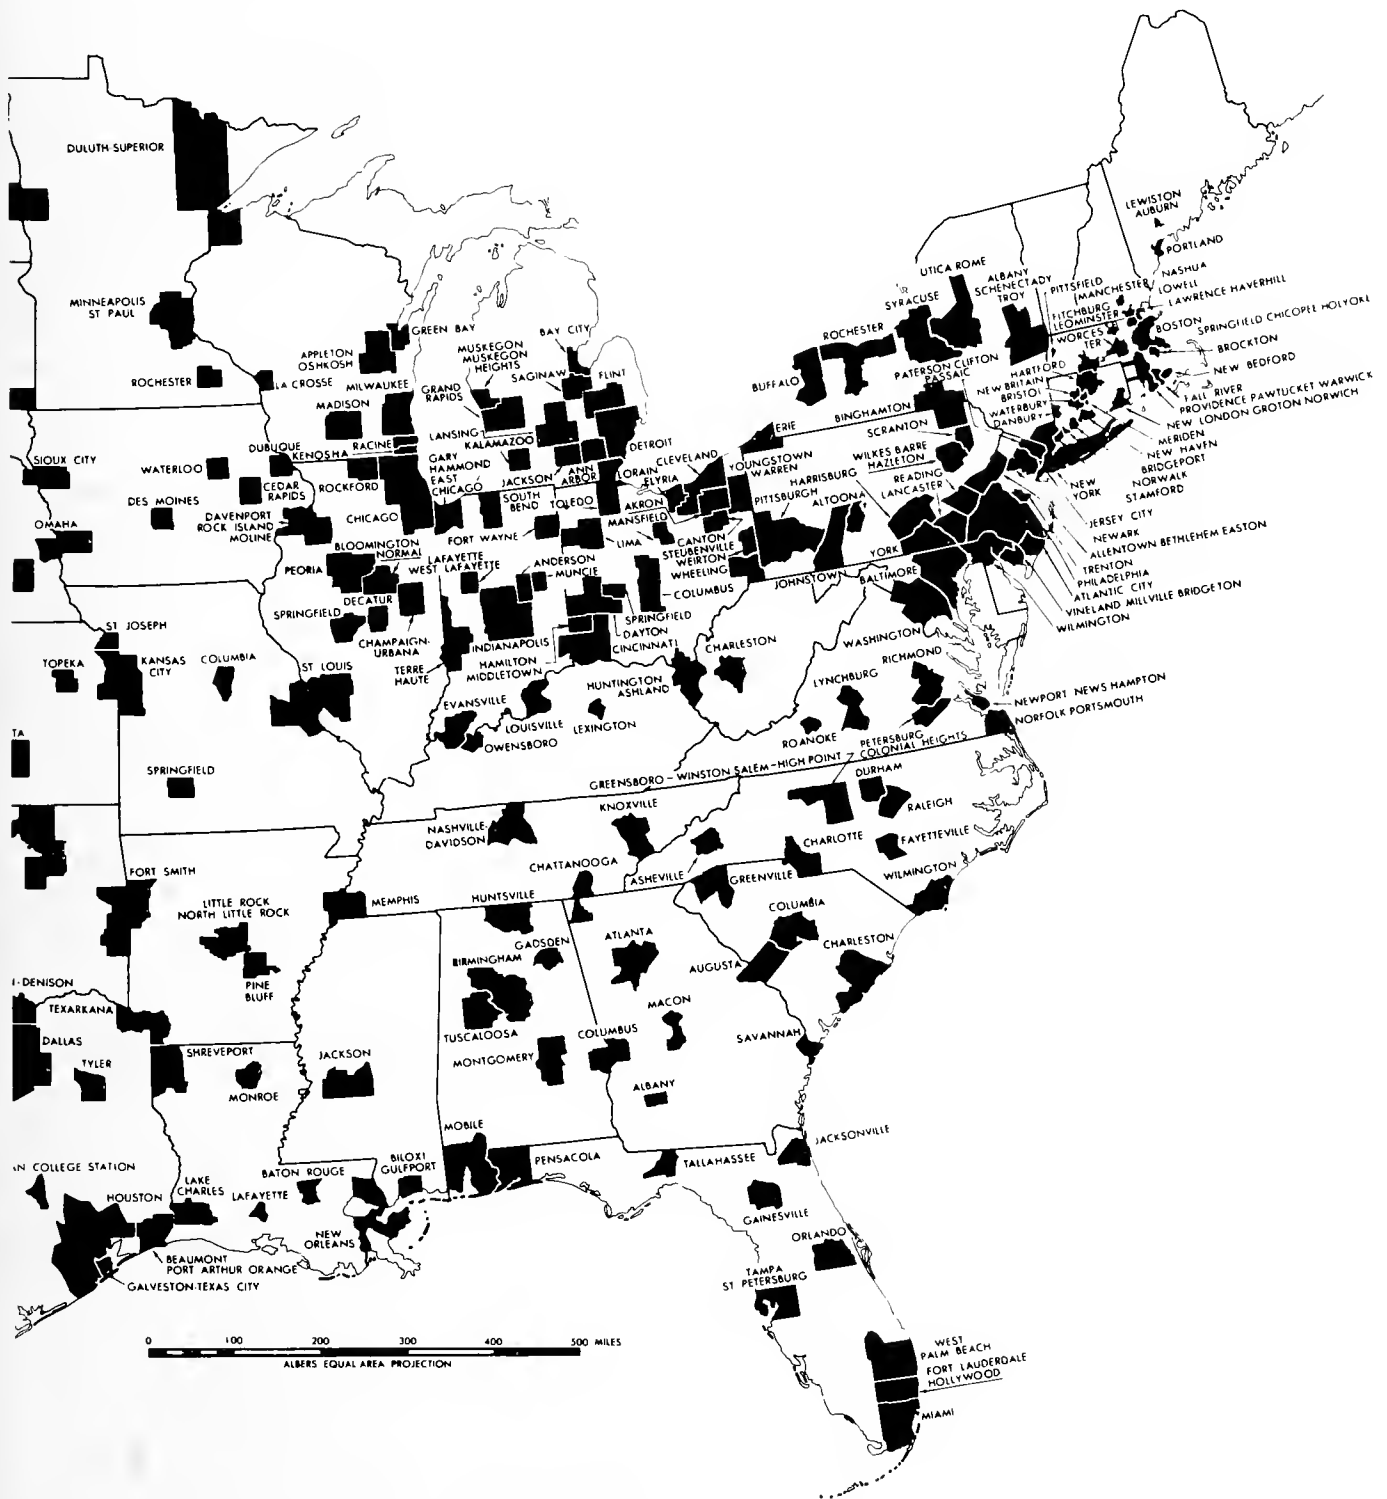 DULUTH-SUPERIOR
MINNEAPOLIS
ST PAUL
ROCHESTER
LA CROSSE
APPLETON
OSHKOSH
GREEN BAY
MILWAUKEE
MADISON
MUSKEGON
MUSKEGON
HEIGHTS
GRAND
RAPIDS
BAY CITY
SAGINAW
FLINT
LANSING
KALAMAZOO
DETROIT
JACKSON
ANN
ARBOR
SIOUX CITY
WATERLOO
DUBUQUE
KENOSHA
RACINE
CEDAR
RAPIDS
ROCKFORD
DES MOINES
DAVENPORT
ROCK ISLAND
MOLINE
CHICAGO
GARY
HAMMOND
EAST
CHICAGO
SOUTH
BEND
TOLEDO
LORAIN
ELYRIA
CLEVELAND
AKRON
MANSFIELD
YOUNGSTOWN
WARREN
PITTSBURGH
OMAHA
FORT WAYNE
LIMA
CANTON
STEUBENVILLE
WEIRTON
WHEELING
BLOOMINGTON
NORMAL
PEORIA
LAFAYETTE
WEST LAFAYETTE
ANDERSON
MUNCIE
COLUMBUS
DECATUR
SPRINGFIELD
CHAMPAIGN-
URBANA
TERRE
HAUTE
INDIANAPOLIS
HAMILTON
MIDDLETOWN
SPRINGFIELD
DAYTON
CINCINNATI
LEWISTON
AUBURN
PORTLAND
NASHUA
LOWELL
LAWRENCE HAVERHILL
PITTSFIELD
MANCHESTER
FITCHBURG
LEOMINSTER
WORCES
TER
BOSTON
SPRINGFIELD CHICOPEE HOLYOKE
BROCKTON
NEW BEDFORD
FALL RIVER
PROVIDENCE PAWTUCKET WARWICK
NEW LONDON GROTON NORWICH
UTICA ROME
ALBANY
SCHENECTADY
TROY
SYRACUSE
ROCHESTER
BUFFALO
PATERSON CLIFTON
PASSAIC
HARTFORD
NEW BRITAIN
BRISTOL
WATERBURY
DANBURY
MERIDEN
NEW HAVEN
BRIDGEPORT
NORWALK
STAMFORD
NEW
YORK
BINGHAMTON
ERIE
SCRANTON
WILKES BARRE
HAZLETON
HARRISBURG
READING
LANCASTER
ALTOONA
JERSEY CITY
NEWARK
ALLENTOWN BETHLEHEM EASTON
TRENTON
PHILADELPHIA
ATLANTIC CITY
VINELAND MILLVILLE BRIDGETON
WILMINGTON
YORK
JOHNSTOWN
BALTIMORE
WASHINGTON
ST JOSEPH
TOPEKA
KANSAS
CITY
COLUMBIA
ST LOUIS
EVANSVILLE
LOUISVILLE
OWENSBORO
LEXINGTON
HUNTINGTON
ASHLAND
CHARLESTON
RICHMOND
LYNCHBURG
NEWPORT NEWS HAMPTON
NORFOLK PORTSMOUTH
ROANOKE
PETERSBURG
COLONIAL HEIGHTS
TA
SPRINGFIELD
GREENSBORO - WINSTON SALEM - HIGH POINT
DURHAM
RALEIGH
NASHVILLE-
DAVIDSON
KNOXVILLE
CHARLOTTE
FAYETTEVILLE
CHATTANOOGA
ASHEVILLE
GREENVILLE
WILMINGTON
FORT SMITH
LITTLE ROCK
NORTH LITTLE ROCK
MEMPHIS
HUNTSVILLE
PINE
BLUFF
GADSDEN
BIRMINGHAM
ATLANTA
COLUMBIA
AUGUSTA
CHARLESTON
-DENISON
TEXARKANA
DALLAS
TYLER
SHREVEPORT
MONROE
JACKSON
TUSCALOOSA
MONTGOMERY
COLUMBUS
MACON
SAVANNAH
ALBANY
MOBILE
PENSACOLA
TALLAHASSEE
JACKSONVILLE
N COLLEGE STATION
HOUSTON
LAKE
CHARLES
LAFAYETTE
BATON ROUGE
BILOXI
GULFPORT
NEW
ORLEANS
BEAUMONT
PORT ARTHUR ORANGE
GALVESTON-TEXAS CITY
GAINESVILLE
ORLANDO
TAMPA
ST PETERSBURG
WEST
PALM BEACH
FORT LAUDERDALE
HOLLYWOOD
MIAMI
0 100 200 300 400 500 MILES
ALBERS EQUAL AREA PROJECTION